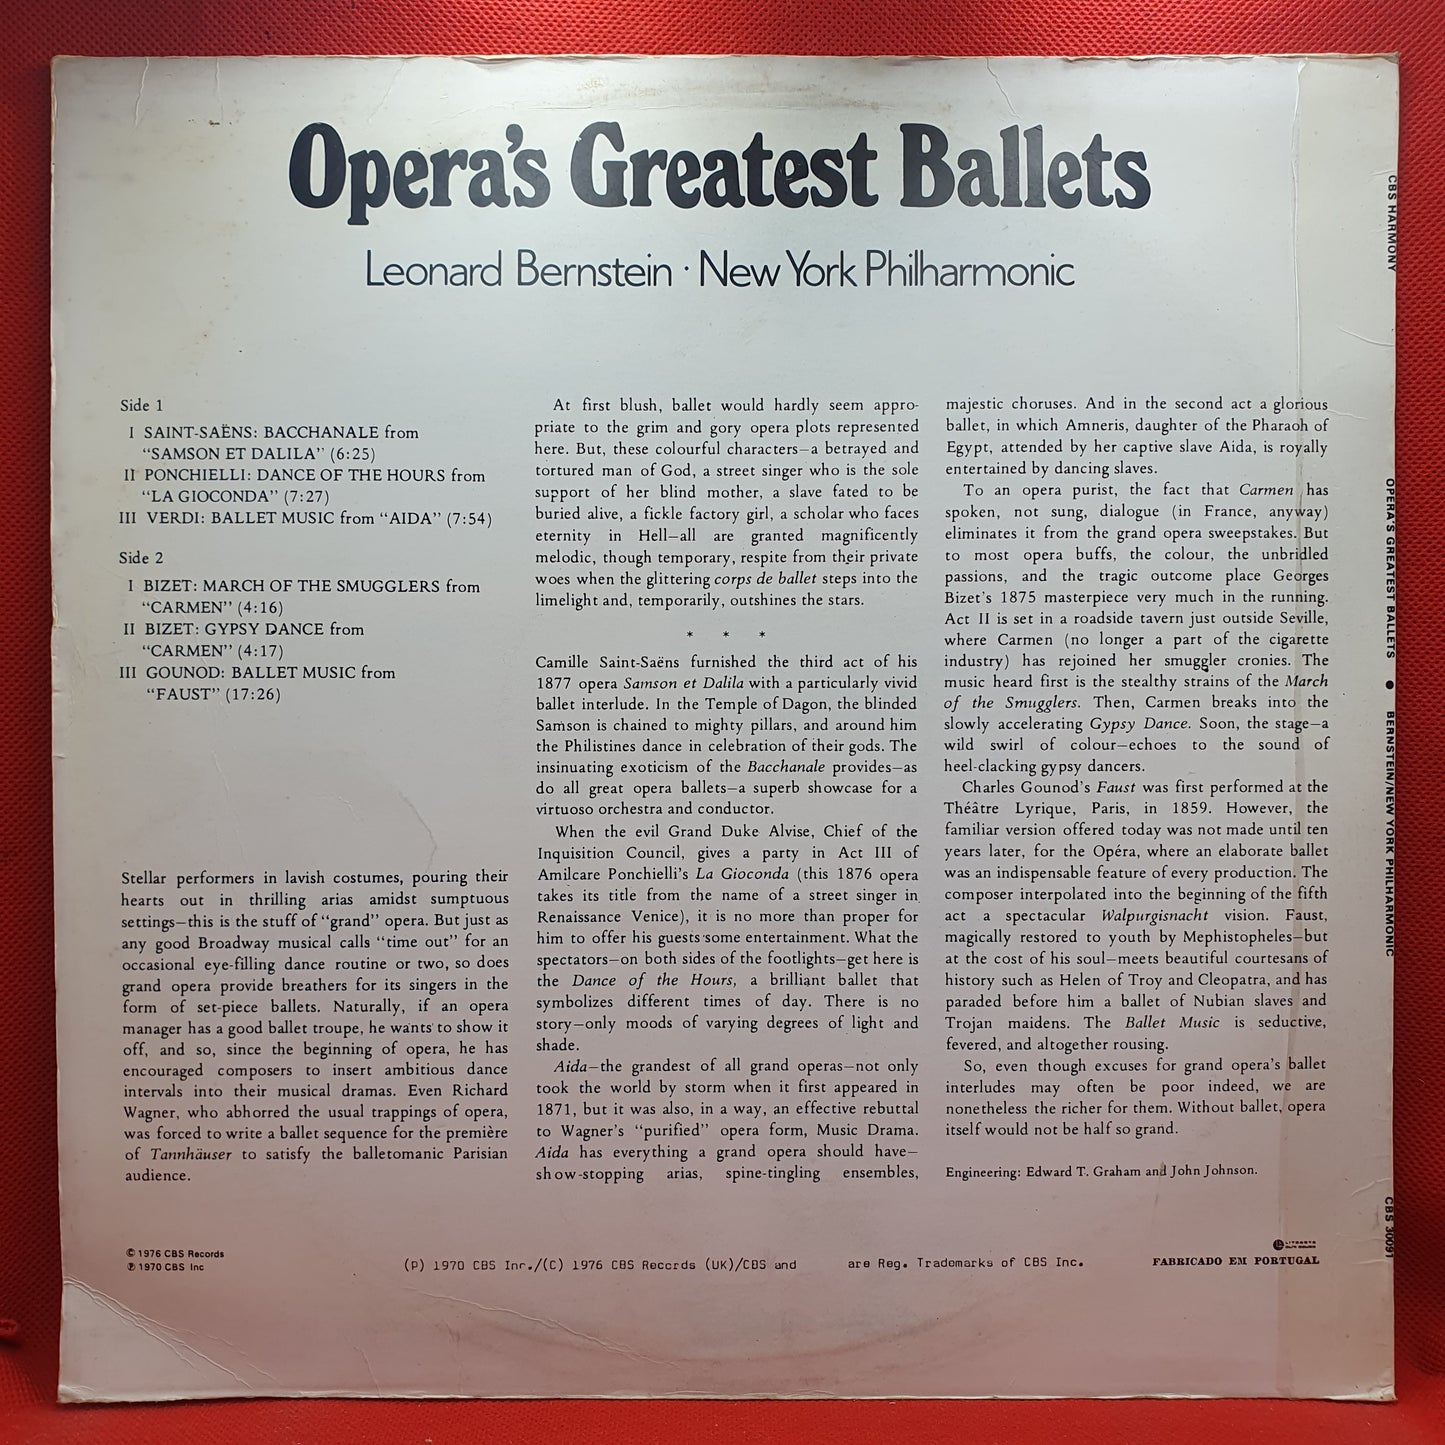 Opera's Greatest Ballets
Leonard Bernstein · New York Philharmonic
Side 1
I SAINT-SAËNS: BACCHANALE from
"SAMSON ET DALILA" (6:25)
II PONCHIELLI: DANCE OF THE HOURS from
"LA GIOCONDA" (7:27)
III VERDI: BALLET MUSIC from "AIDA" (7:54)
Side 2
I BIZET: MARCH OF THE SMUGGLERS from
"CARMEN" (4:16)
II BIZET: GYPSY DANCE from
"CARMEN" (4:17)
III GOUNOD: BALLET MUSIC from
"FAUST" (17:26)
Stellar performers in lavish costumes, pouring their
hearts out in thrilling arias amidst sumptuous
settings—this is the stuff of "grand" opera. But just as
any good Broadway musical calls "time out" for an
occasional eye-filling dance routine or two, so does
grand opera provide breathers for its singers in the
form of set-piece ballets. Naturally, if an opera
manager has a good ballet troupe, he wants to show it
off, and so, since the beginning of opera, he has
encouraged composers to insert ambitious dance
intervals into their musical dramas. Even Richard
Wagner, who abhorred the usual trappings of opera,
was forced to write a ballet sequence for the première
of Tannhäuser to satisfy the balletomanic Parisian
audience.
At first blush, ballet would hardly seem appro-
priate to the grim and gory opera plots represented
here. But, these colourful characters—a betrayed and
tortured man of God, a street singer who is the sole
support of her blind mother, a slave fated to be
buried alive, a fickle factory girl, a scholar who faces
eternity in Hell—all are granted magnificently
melodic, though temporary, respite from their private
woes when the glittering corps de ballet steps into the
limelight and, temporarily, outshines the stars.
* * *
Camille Saint-Saëns furnished the third act of his
1877 opera Samson et Dalila with a particularly vivid
ballet interlude. In the Temple of Dagon, the blinded
Samson is chained to mighty pillars, and around him
the Philistines dance in celebration of their gods. The
insinuating exoticism of the Bacchanale provides—as
do all great opera ballets—a superb showcase for a
virtuoso orchestra and conductor.
When the evil Grand Duke Alvise, Chief of the
Inquisition Council, gives a party in Act III of
Amilcare Ponchielli's La Gioconda (this 1876 opera
takes its title from the name of a street singer in
Renaissance Venice), it is no more than proper for
him to offer his guests some entertainment. What the
spectators—on both sides of the footlights—get here is
the Dance of the Hours, a brilliant ballet that
symbolizes different times of day. There is no
story—only moods of varying degrees of light and
shade.
Aida—the grandest of all grand operas—not only
took the world by storm when it first appeared in
1871, but it was also, in a way, an effective rebuttal
to Wagner's "purified" opera form, Music Drama.
Aida has everything a grand opera should have—
show-stopping arias, spine-tingling ensembles,
majestic choruses. And in the second act a glorious
ballet, in which Amneris, daughter of the Pharaoh of
Egypt, attended by her captive slave Aida, is royally
entertained by dancing slaves.
To an opera purist, the fact that Carmen has
spoken, not sung, dialogue (in France, anyway)
eliminates it from the grand opera sweepstakes. But
to most opera buffs, the colour, the unbridled
passions, and the tragic outcome place Georges
Bizet's 1875 masterpiece very much in the running.
Act II is set in a roadside tavern just outside Seville,
where Carmen (no longer a part of the cigarette
industry) has rejoined her smuggler cronies. The
music heard first is the stealthy strains of the March
of the Smugglers. Then, Carmen breaks into the
slowly accelerating Gypsy Dance. Soon, the stage—a
wild swirl of colour—echoes to the sound of
heel-clacking gypsy dancers.
Charles Gounod's Faust was first performed at the
Théâtre Lyrique, Paris, in 1859. However, the
familiar version offered today was not made until ten
years later, for the Opéra, where an elaborate ballet
was an indispensable feature of every production. The
composer interpolated into the beginning of the fifth
act a spectacular Walpurgisnacht vision. Faust,
magically restored to youth by Mephistopheles—but
at the cost of his soul—meets beautiful courtesans of
history such as Helen of Troy and Cleopatra, and has
paraded before him a ballet of Nubian slaves and
Trojan maidens. The Ballet Music is seductive,
fevered, and altogether rousing.
So, even though excuses for grand opera's ballet
interludes may often be poor indeed, we are
nonetheless the richer for them. Without ballet, opera
itself would not be half so grand.
Engineering: Edward T. Graham and John Johnson.
© 1976 CBS Records
℗ 1970 CBS Inc
(P) 1970 CBS Inc./(C) 1976 CBS Records (UK)/CBS and are Reg. Trademarks of CBS Inc.
FABRICADO EM PORTUGAL
CBS HARMONY
OPERA'S GREATEST BALLETS ● BERNSTEIN/NEW YORK PHILHARMONIC
CBS 30091